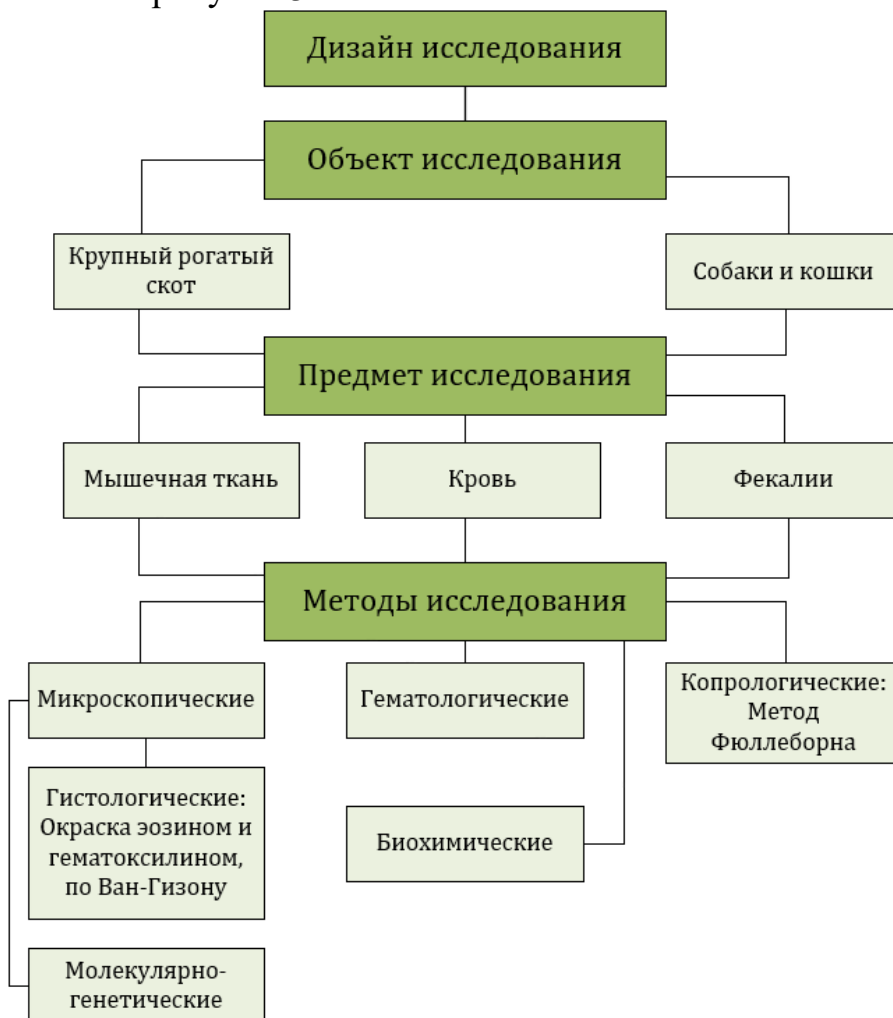 Дизайн исследования
Объект исследования
Крупный рогатый
скот
Собаки и кошки
Предмет исследования
Мышечная ткань
Кровь
Фекалии
Методы исследования
Микроскопические
Гематологические
Копрологические:
Метод
Фюллеборна
Гистологические:
Окраска эозином и
гематоксилином,
по Ван-Гизону
Биохимические
Молекулярно-
генетические